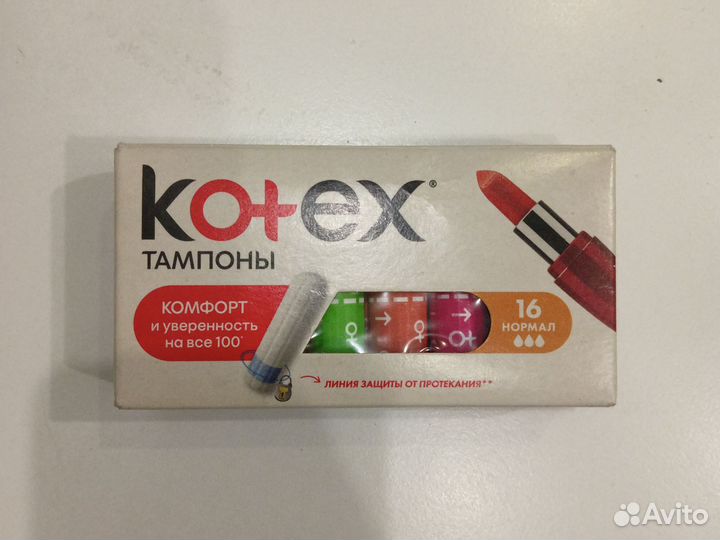 kotex®
ТАМПОНЫ
КОМФОРТ
и уверенность
на все 100*
16
НОРМАЛ
ЛИНИЯ ЗАЩИТЫ ОТ ПРОТЕКАНИЯ**
Avito